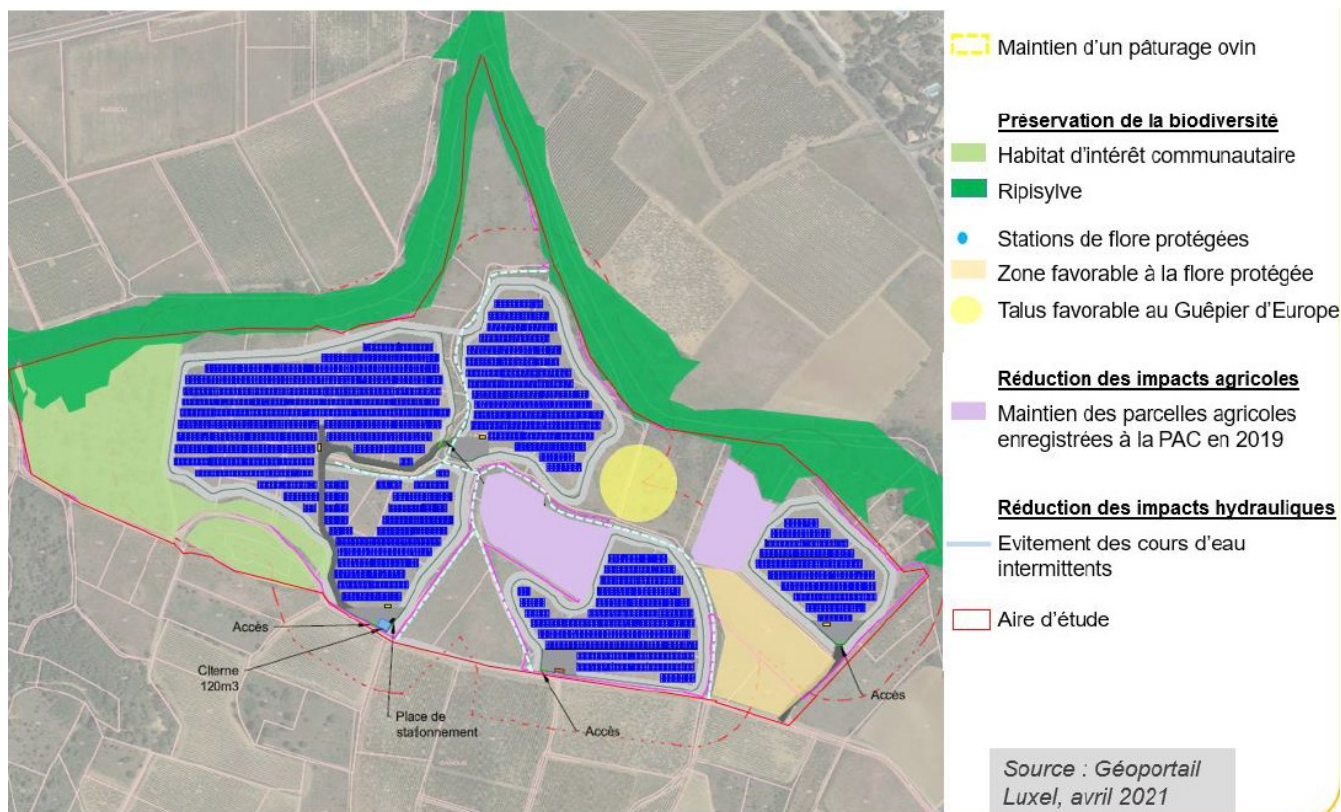 Accès
Citerne
120m3
Place de
stationnement
Accès
Accès
Maintien d'un pâturage ovin
Préservation de la biodiversité
Habitat d'intérêt communautaire
Ripisylve
Stations de flore protégées
Zone favorable à la flore protégée
Talus favorable au Guêpier d'Europe
Réduction des impacts agricoles
Maintien des parcelles agricoles
enregistrées à la PAC en 2019
Réduction des impacts hydrauliques
Evitement des cours d'eau
intermittents
Aire d'étude
Source : Géoportail
Luxel, avril 2021